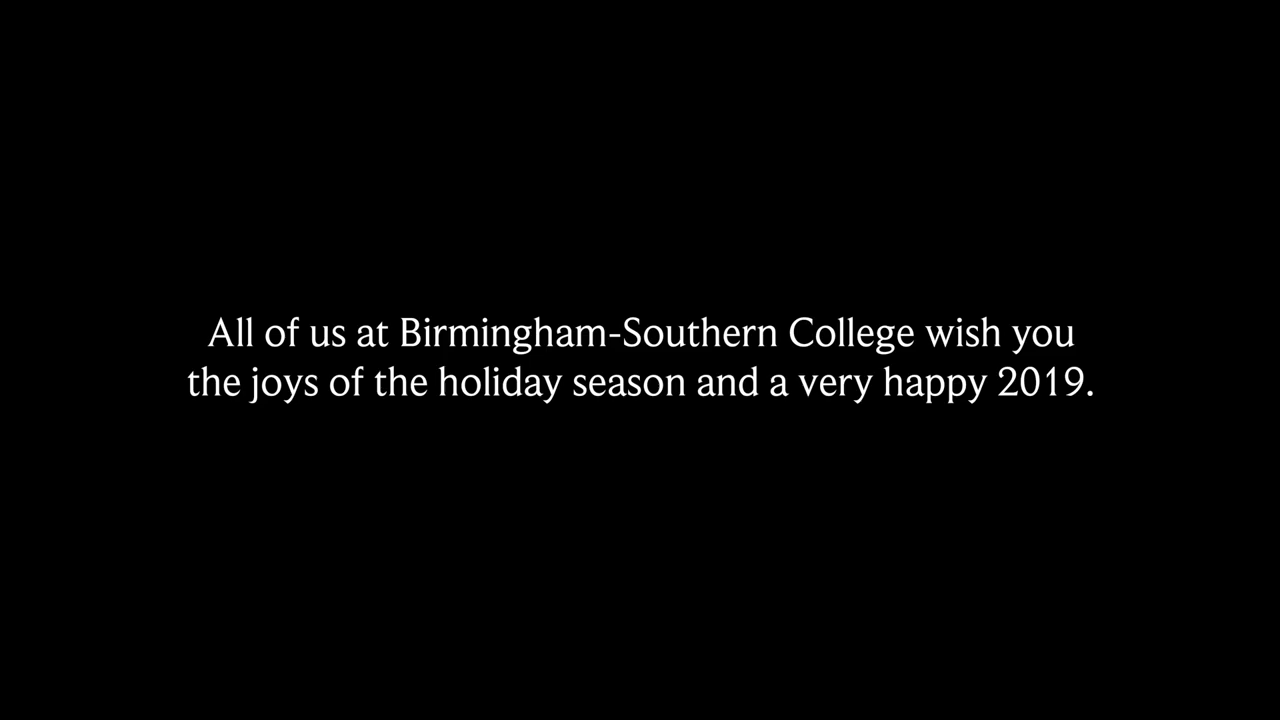 All of us at Birmingham-Southern College wish you
the joys of the holiday season and a very happy 2019.